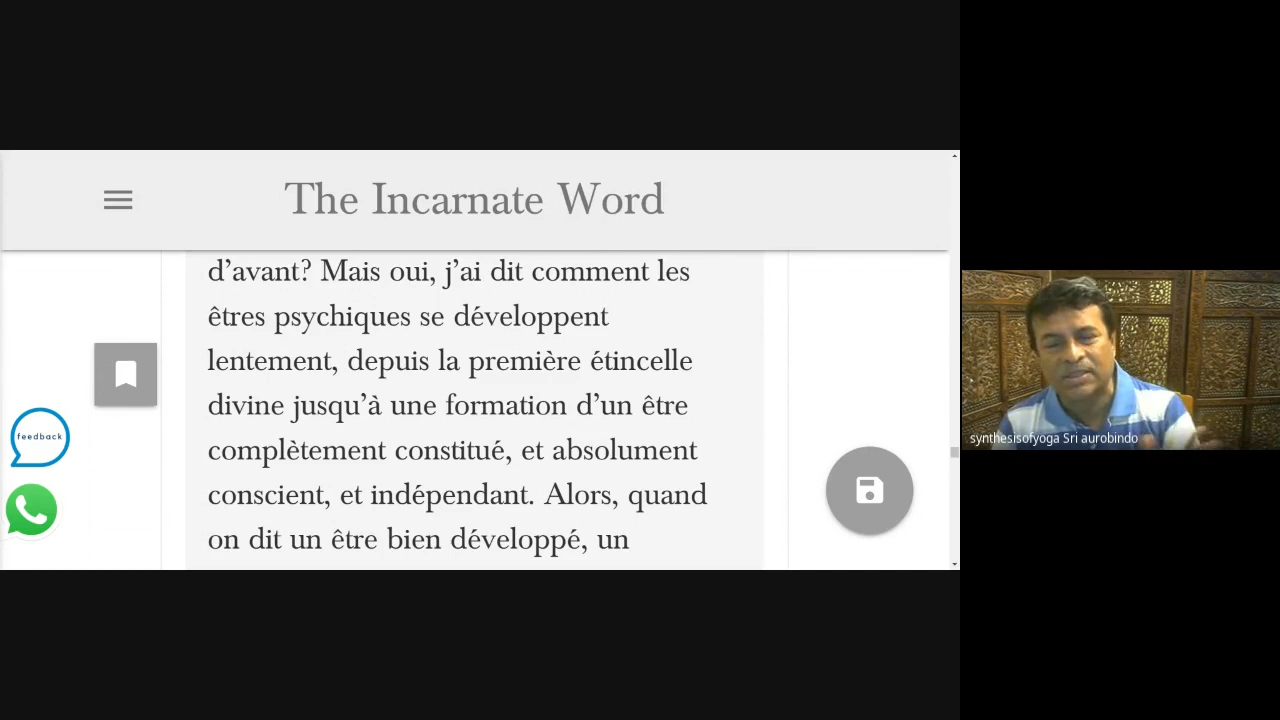 The Incarnate Word
d’avant? Mais oui, j’ai dit comment les
êtres psychiques se développent
lentement, depuis la première étincelle
divine jusqu’à une formation d’un être
complètement constitué, et absolument
conscient, et indépendant. Alors, quand
on dit un être bien développé, un
feedback
synthesisofyoga Sri aurobindo